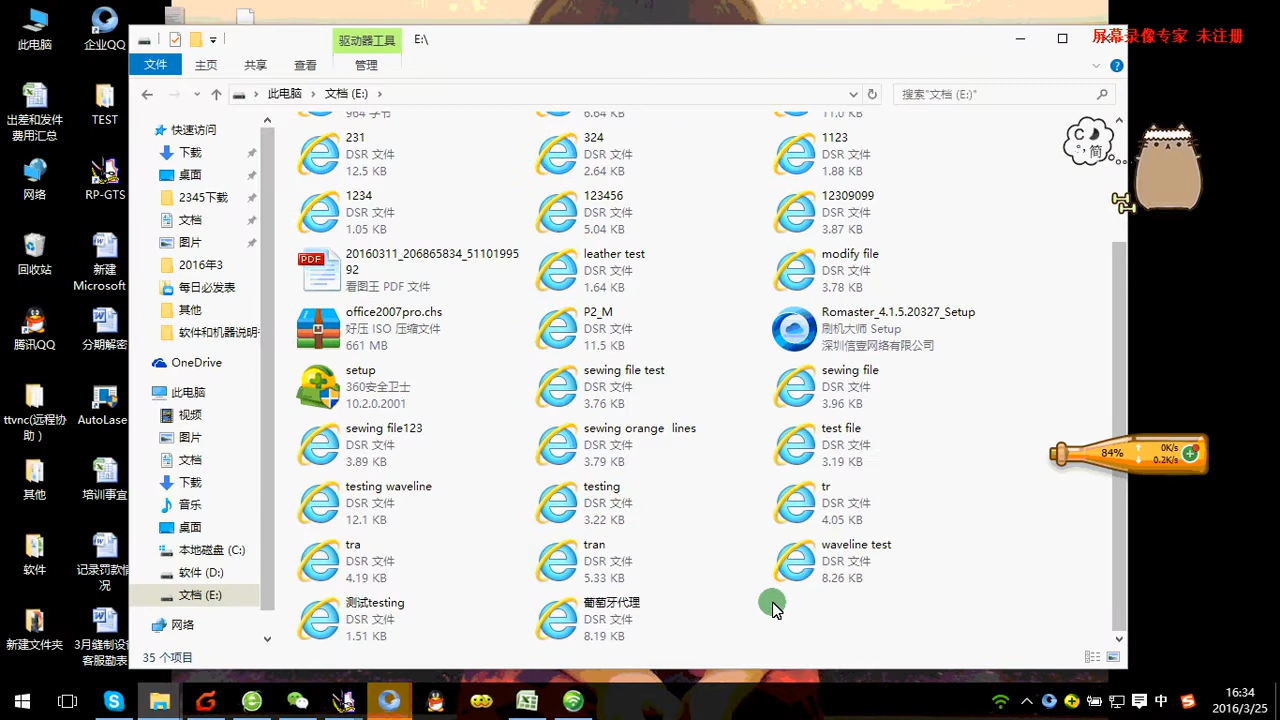 驱动器工具
E:\
屏幕录像专家 未注册
文件
主页
共享
查看
管理
此电脑
文档 (E:)
搜索"文档 (E:)"
此电脑
企业QQ
出差和发件费用汇总
TEST
网络
RP-GTS
回收站
新建
Microsoft
腾讯QQ
分期解密
ttvnc(远程协助 )
AutoLase
其他
培训事宜
软件
记录罚款情况
新建文件夹
3月缝制设
客服勤表
快速访问
下载
桌面
2345下载
文档
图片
2016年3
每日必发表
其他
软件和机器说明
OneDrive
此电脑
视频
图片
文档
下载
音乐
桌面
本地磁盘 (C:)
软件 (D:)
文档 (E:)
网络
964 字节
6.64 KB
11.0 KB
231
DSR 文件
12.5 KB
324
DSR 文件
2.64 KB
1123
DSR 文件
1.88 KB
1234
DSR 文件
1.05 KB
123456
DSR 文件
5.04 KB
12309099
DSR 文件
3.87 KB
PDF
20160311_206865834_51101995
92
看图王 PDF 文件
leather test
DSR 文件
1.64 KB
modify file
DSR 文件
3.78 KB
office2007pro.chs
好压 ISO 压缩文件
661 MB
P2_M
DSR 文件
11.5 KB
Romaster_4.1.5.20327_Setup
刷机大师 Setup
深圳信壹网络有限公司
setup
360安全卫士
10.2.0.2001
sewing file test
DSR 文件
3.76 KB
sewing file
DSR 文件
3.96 KB
sewing file123
DSR 文件
3.89 KB
sewing orange lines
DSR 文件
3.79 KB
test file
DSR 文件
3.19 KB
testing waveline
DSR 文件
12.1 KB
testing
DSR 文件
3.22 KB
tr
DSR 文件
4.05 KB
tra
DSR 文件
4.19 KB
tran
DSR 文件
5.33 KB
waveline test
DSR 文件
8.26 KB
测试testing
DSR 文件
1.51 KB
葡萄牙代理
DSR 文件
8.19 KB
35 个项目
C
简
84%
0K/s
0.2K/s
中
16:34
2016/3/25